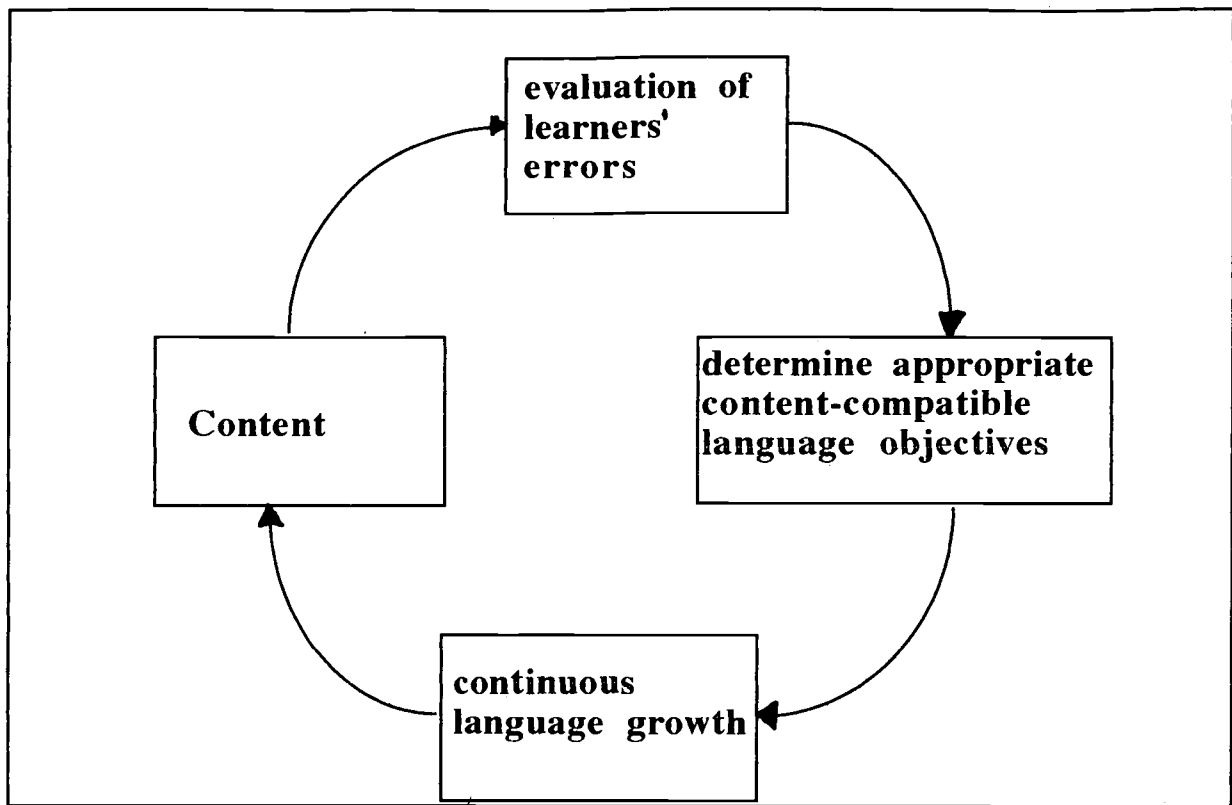 evaluation of
learners'
errors
Content
determine appropriate
content-compatible
language objectives
continuous
language growth